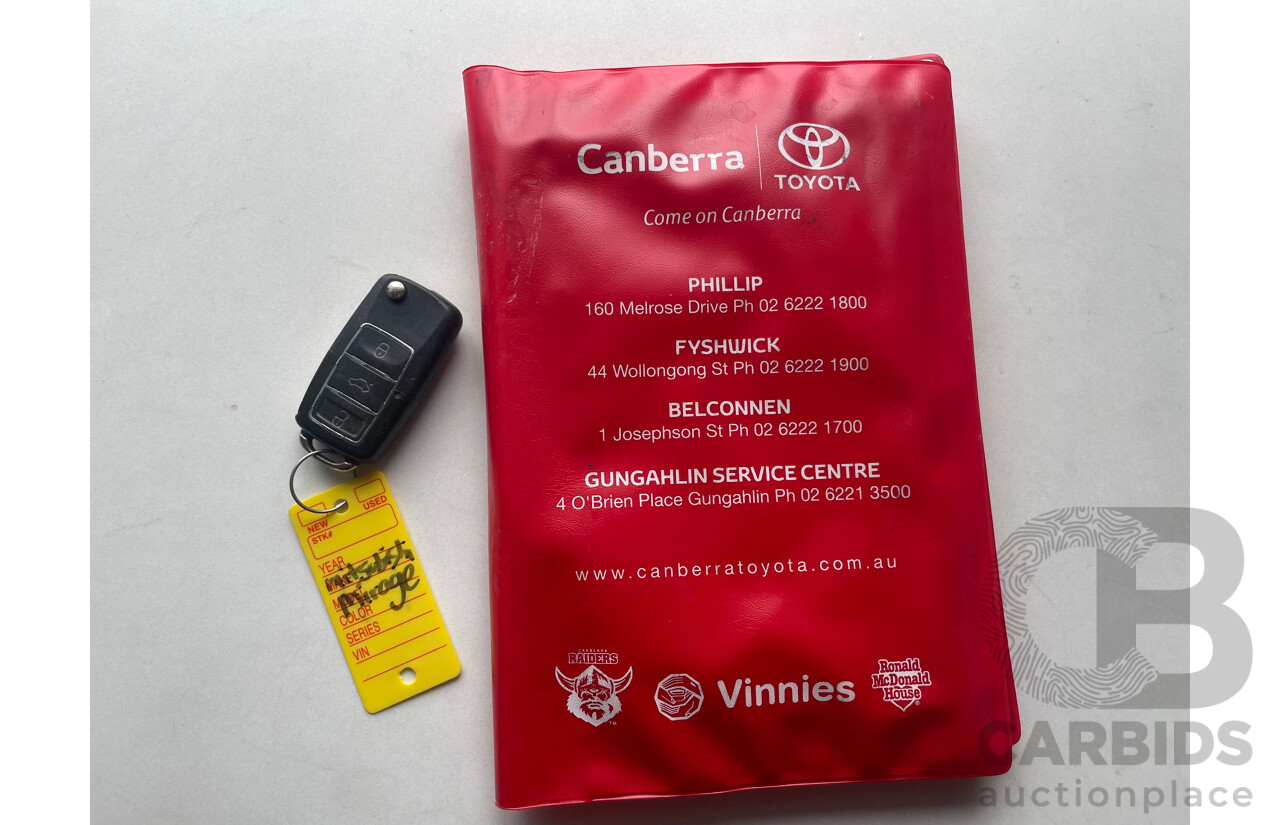 Canberra
TOYOTA
Come on Canberra
PHILLIP
160 Melrose Drive Ph 02 6222 1800
FYSHWICK
44 Wollongong St Ph 02 6222 1900
BELCONNEN
1 Josephson St Ph 02 6222 1700
GUNGAHLIN SERVICE CENTRE
4 O'Brien Place Gungahlin Ph 02 6221 3500
www.canberratoyota.com.au
CANBERRA
RAIDERS
TM
Vinnies
Ronald
McDonald
House®
NEW
USED
STK#
YEAR
mitsubishi
mirage
COLOR
SERIES
VIN
CB
CARBIDS
auctionplace